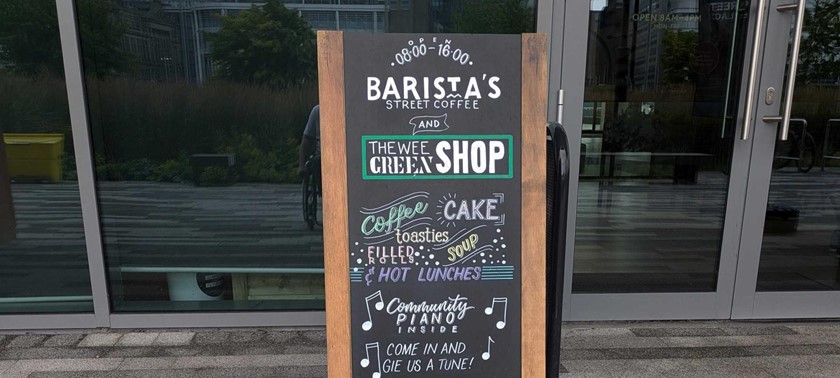 OPEN
08:00-16:00
BARISTA'S
STREET COFFEE
AND
THE WEE
GREEN SHOP
Coffee CAKE
toasties
FILLED
ROLLS SOUP
& HOT LUNCHES
Community
PIANO
INSIDE
COME IN AND
GIE US A TUNE!